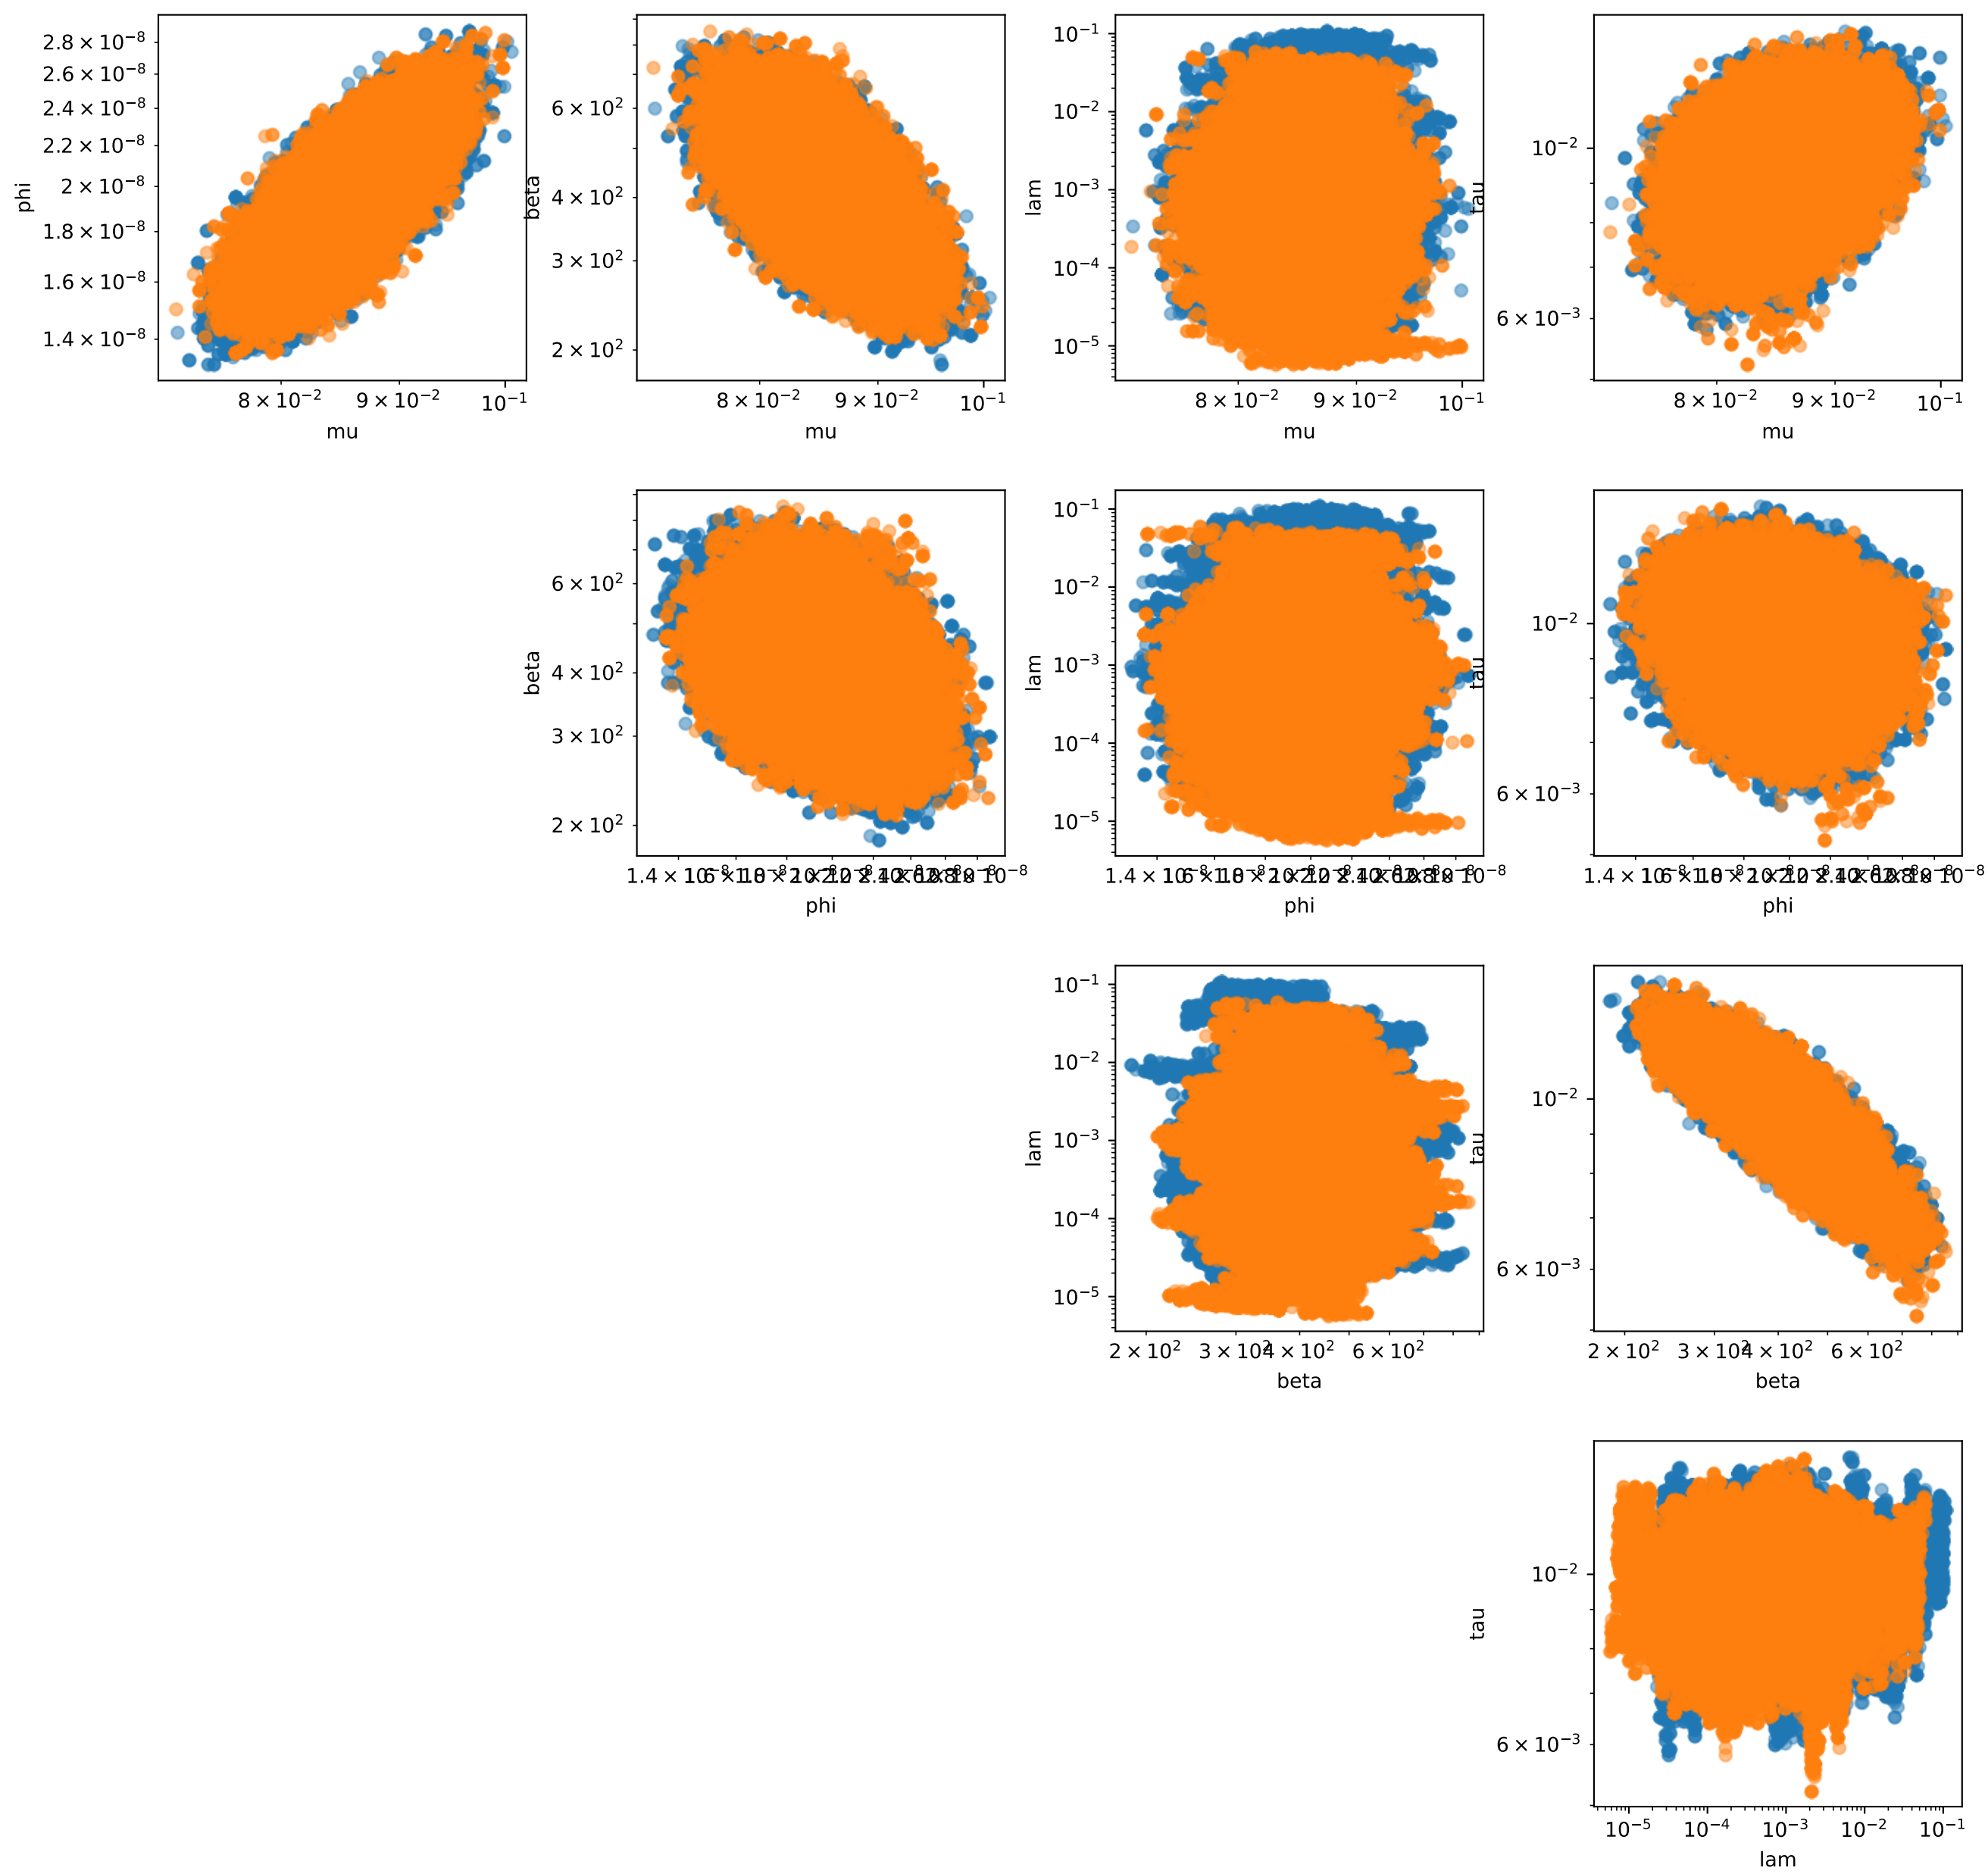 2.8 × 10⁻⁸
2.6 × 10⁻⁸
2.4 × 10⁻⁸
2.2 × 10⁻⁸
2 × 10⁻⁸
1.8 × 10⁻⁸
1.6 × 10⁻⁸
1.4 × 10⁻⁸
phi
8 × 10⁻² 9 × 10⁻² 10⁻¹
mu
6 × 10²
4 × 10²
3 × 10²
2 × 10²
beta
8 × 10⁻² 9 × 10⁻² 10⁻¹
mu
10⁻¹
10⁻²
10⁻³
10⁻⁴
10⁻⁵
lam
8 × 10⁻² 9 × 10⁻² 10⁻¹
mu
10⁻²
6 × 10⁻³
tau
8 × 10⁻² 9 × 10⁻² 10⁻¹
mu
6 × 10²
4 × 10²
3 × 10²
2 × 10²
beta
phi
10⁻¹
10⁻²
10⁻³
10⁻⁴
10⁻⁵
lam
phi
10⁻²
6 × 10⁻³
tau
phi
10⁻¹
10⁻²
10⁻³
10⁻⁴
10⁻⁵
lam
2 × 10² 3 × 10² 4 × 10² 6 × 10²
beta
10⁻²
6 × 10⁻³
tau
2 × 10² 3 × 10² 4 × 10² 6 × 10²
beta
10⁻²
6 × 10⁻³
tau
10⁻⁵ 10⁻⁴ 10⁻³ 10⁻² 10⁻¹
lam